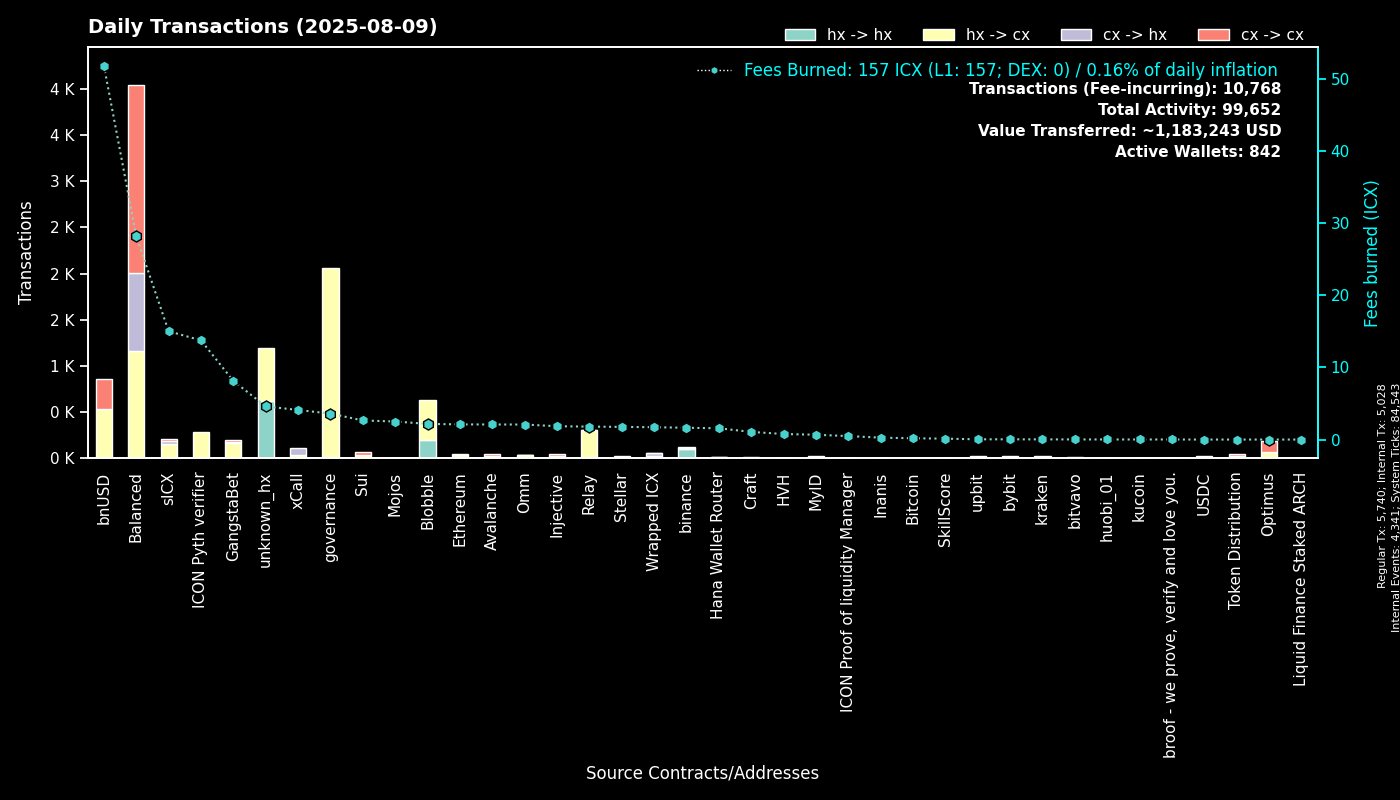 Daily Transactions (2025-08-09)
hx -> hx
hx -> cx
cx -> hx
cx -> cx
Fees Burned: 157 ICX (L1: 157; DEX: 0) / 0.16% of daily inflation
Transactions (Fee-incurring): 10,768
Total Activity: 99,652
Value Transferred: ~1,183,243 USD
Active Wallets: 842
Transactions
4 K
4 K
3 K
2 K
2 K
2 K
1 K
0 K
0 K
50
40
30
20
10
0
Fees burned (ICX)
bnUSD
Balanced
sICX
ICON Pyth verifier
GangstaBet
unknown_hx
xCall
governance
Sui
Mojos
Blobble
Ethereum
Avalanche
Omm
Injective
Relay
Stellar
Wrapped ICX
binance
Hana Wallet Router
Craft
HVH
MyID
ICON Proof of liquidity Manager
Inanis
Bitcoin
SkillScore
upbit
bybit
kraken
bitvavo
huobi_01
kucoin
broof - we prove, verify and love you.
USDC
Token Distribution
Optimus
Liquid Finance Staked ARCH
Source Contracts/Addresses
Regular Tx: 5,740; Internal Tx: 5,028
Internal Events: 4,341; System Ticks: 84,543